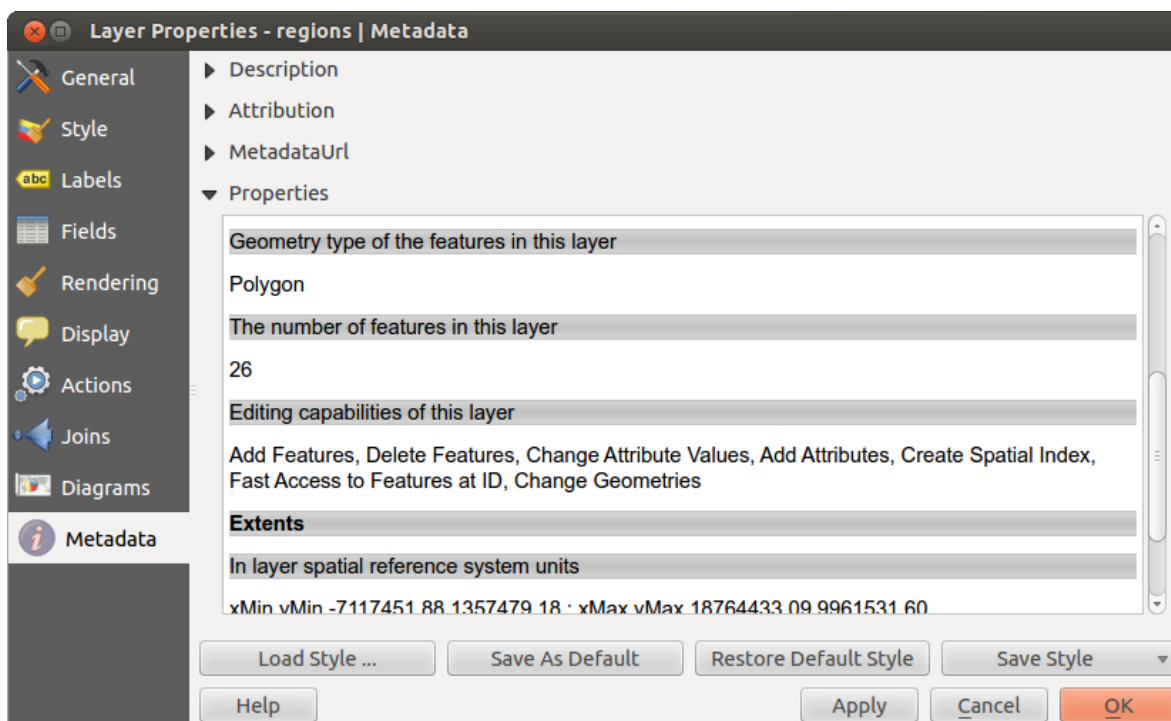 Layer Properties - regions | Metadata
General
Style
abc Labels
Fields
Rendering
Display
Actions
Joins
Diagrams
Metadata
Description
Attribution
MetadataUrl
Properties
Geometry type of the features in this layer
Polygon
The number of features in this layer
26
Editing capabilities of this layer
Add Features, Delete Features, Change Attribute Values, Add Attributes, Create Spatial Index,
Fast Access to Features at ID, Change Geometries
Extents
In layer spatial reference system units
xMin,yMin -7117451.88,1357479.18 : xMax,yMax 18764433.09,9961531.60
Load Style ...
Save As Default
Restore Default Style
Save Style
Help
Apply
Cancel
OK